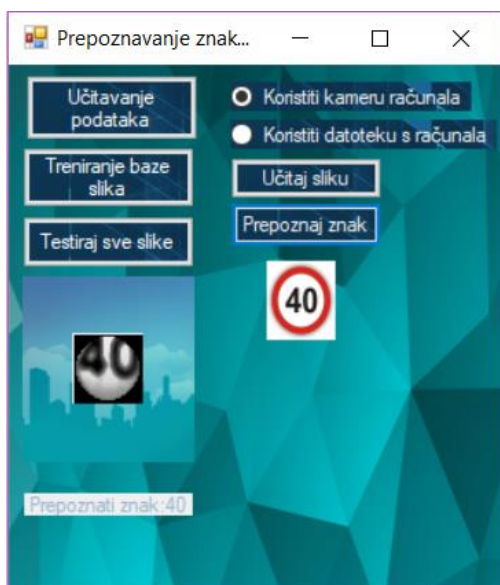 Prepoznavanje znak...
Učitavanje
podataka
Treniranje baze
slika
Testiraj sve slike
Koristiti kameru računala
Koristiti datoteku s računala
Učitaj sliku
Prepoznaj znak
40
40
Prepoznati znak:40